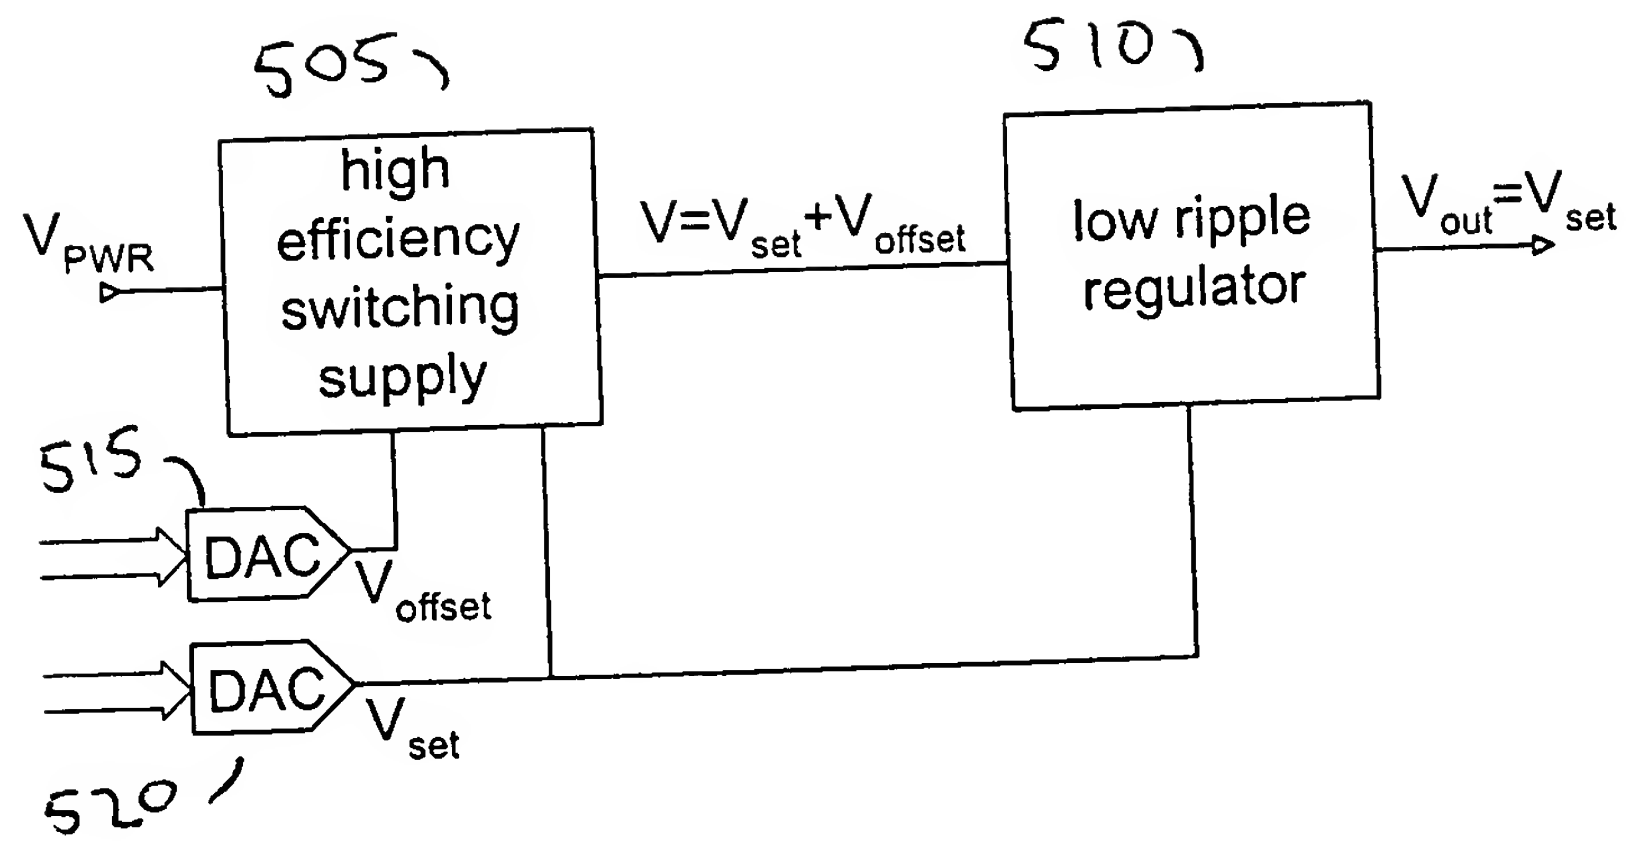 505
510
high
efficiency
switching
supply
V PWR
V=Vset+Voffset
low ripple
regulator
Vout=Vset
515
DAC
Voffset
DAC
Vset
520